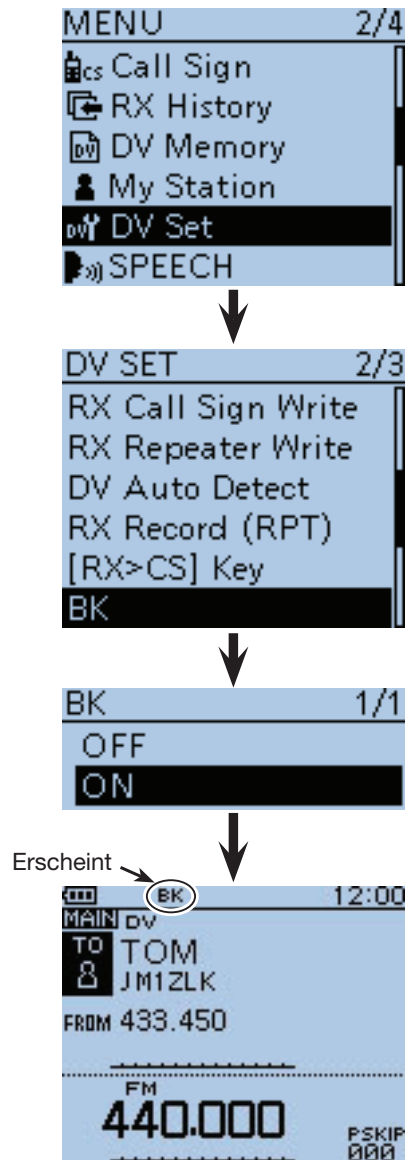 MENU 2/4
CS Call Sign
RX History
DV DV Memory
My Station
DV DV Set
SPEECH
DV SET 2/3
RX Call Sign Write
RX Repeater Write
DV Auto Detect
RX Record (RPT)
[RX>CS] Key
BK
BK 1/1
OFF
ON
Erscheint
BK 12:00
MAIN DV
TO TOM
JM1ZLK
FROM 433.450
FM
440.000 PSKIP
000